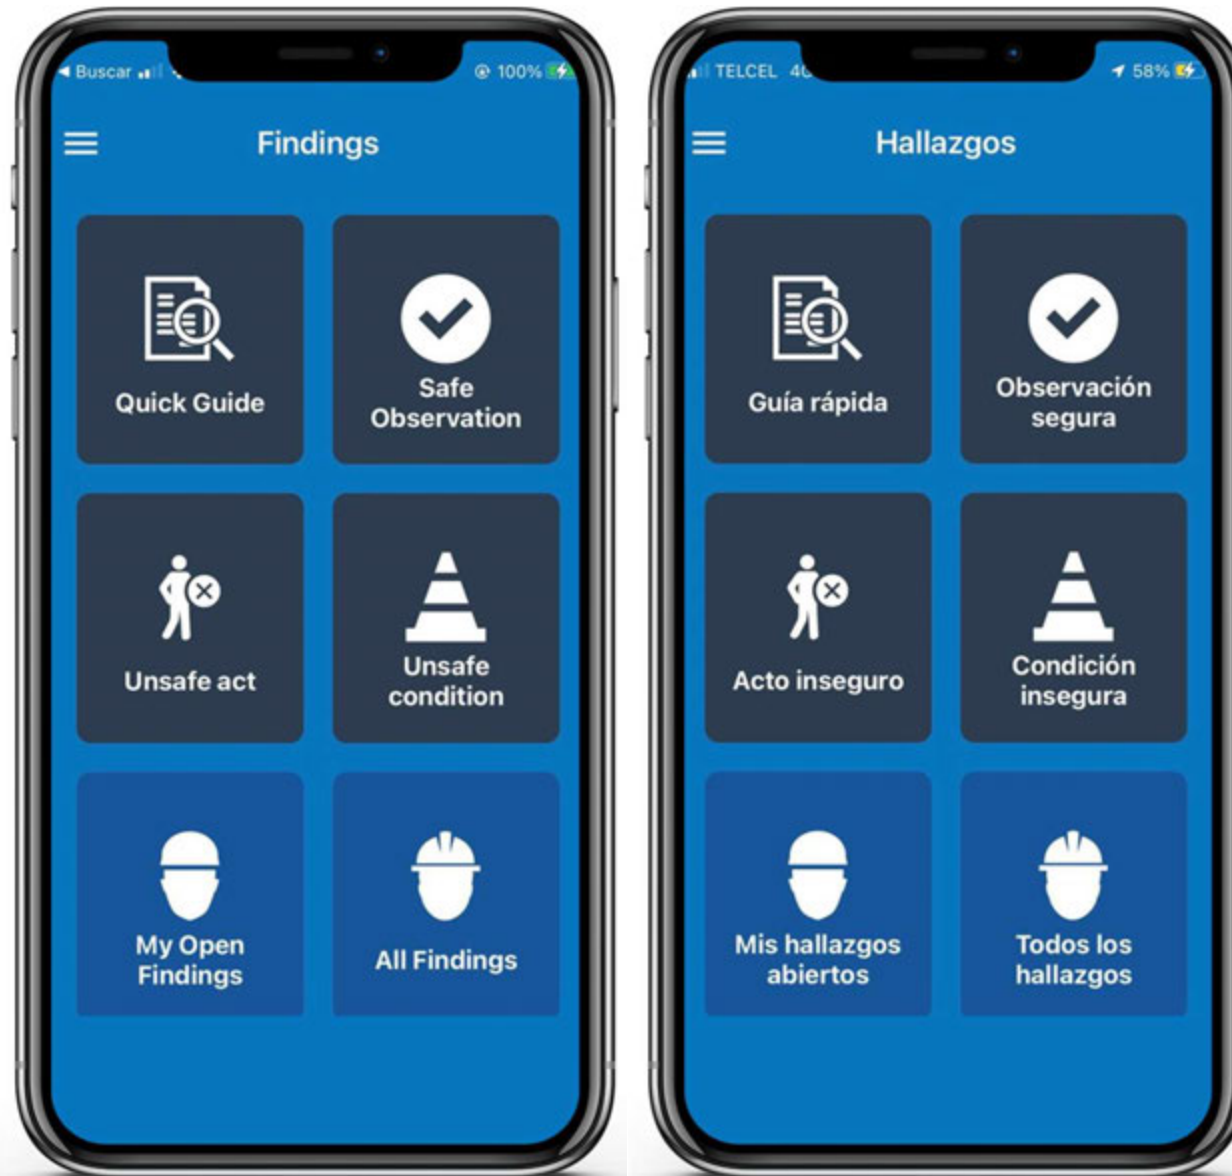 Buscar
100%
Findings
Quick Guide
Safe
Observation
Unsafe act
Unsafe
condition
My Open
Findings
All Findings
TELCEL
58%
Hallazgos
Guía rápida
Observación
segura
Acto inseguro
Condición
insegura
Mis hallazgos
abiertos
Todos los
hallazgos